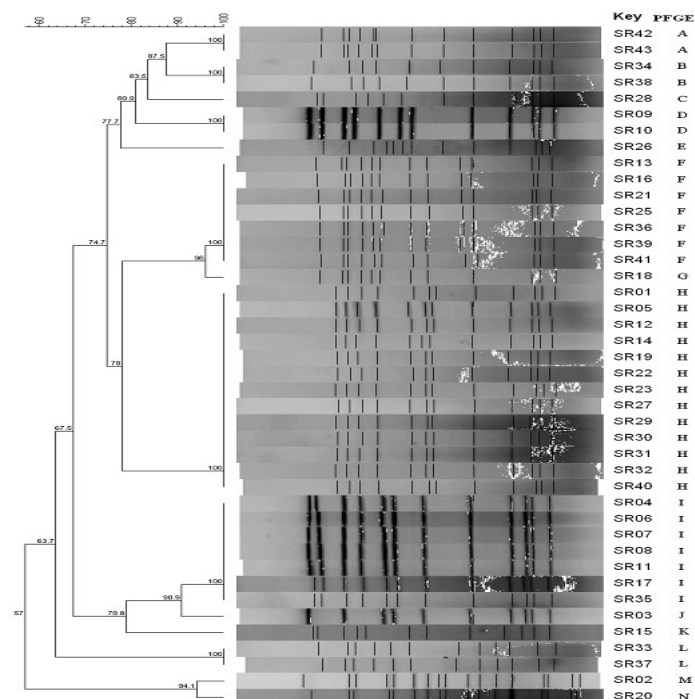 -60 -70 -80 -90 -100
Key PFGE
SR42 A
100
SR43 A
87.5
SR34 B
100
83.5
SR38 B
80.9
SR28 C
SR09 D
77.7
100
SR10 D
SR26 E
SR13 F
SR16 F
SR21 F
SR25 F
SR36 F
74.7
100
SR39 F
SR41 F
96
SR18 G
SR01 H
SR05 H
SR12 H
SR14 H
SR19 H
78
SR22 H
SR23 H
SR27 H
SR29 H
67.5
SR30 H
SR31 H
SR32 H
100
SR40 H
SR04 I
SR06 I
SR07 I
63.7
SR08 I
SR11 I
SR17 I
100
SR35 I
90.9
SR03 J
78.8
57
SR15 K
SR33 L
100
SR37 L
SR02 M
94.1
SR20 N